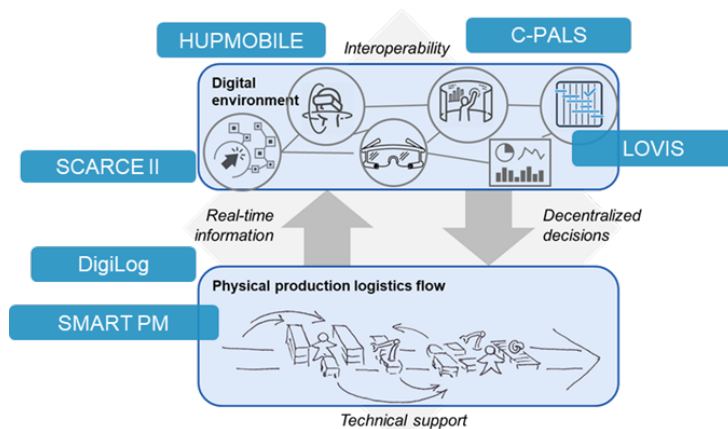 HUPMOBILE
Interoperability
C-PALS
Digital
environment
LOVIS
SCARCE II
Real-time
information
Decentralized
decisions
DigiLog
Physical production logistics flow
SMART PM
Technical support